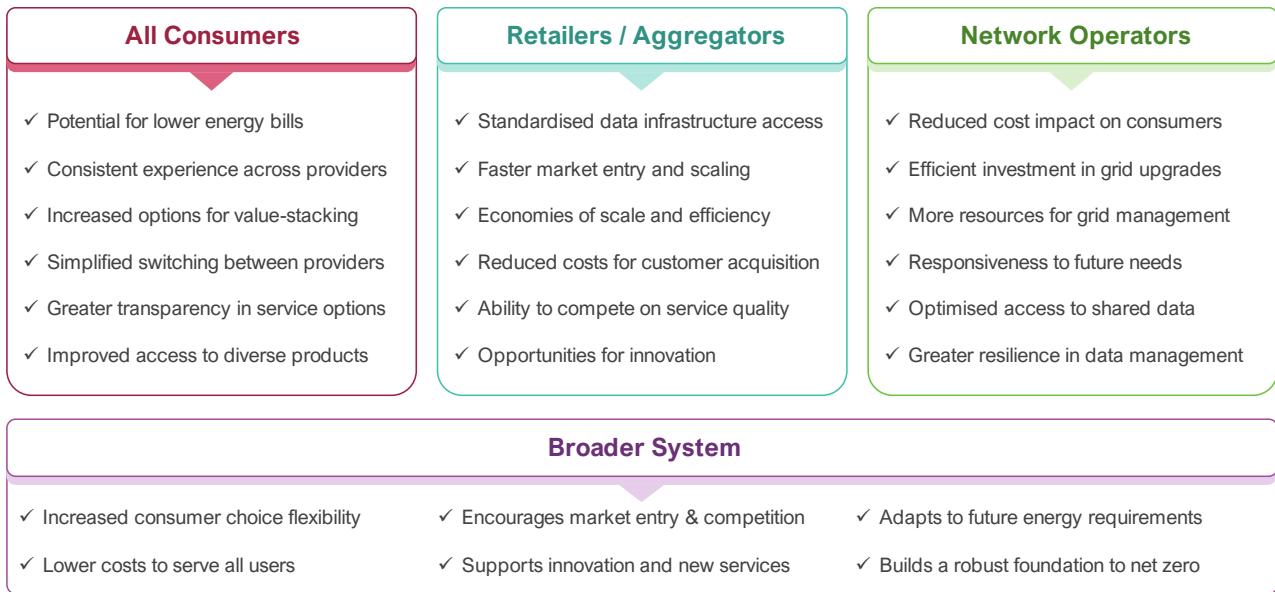 All Consumers
✓ Potential for lower energy bills
✓ Consistent experience across providers
✓ Increased options for value-stacking
✓ Simplified switching between providers
✓ Greater transparency in service options
✓ Improved access to diverse products
Retailers / Aggregators
✓ Standardised data infrastructure access
✓ Faster market entry and scaling
✓ Economies of scale and efficiency
✓ Reduced costs for customer acquisition
✓ Ability to compete on service quality
✓ Opportunities for innovation
Network Operators
✓ Reduced cost impact on consumers
✓ Efficient investment in grid upgrades
✓ More resources for grid management
✓ Responsiveness to future needs
✓ Optimised access to shared data
✓ Greater resilience in data management
Broader System
✓ Increased consumer choice flexibility
✓ Lower costs to serve all users
✓ Encourages market entry & competition
✓ Supports innovation and new services
✓ Adapts to future energy requirements
✓ Builds a robust foundation to net zero